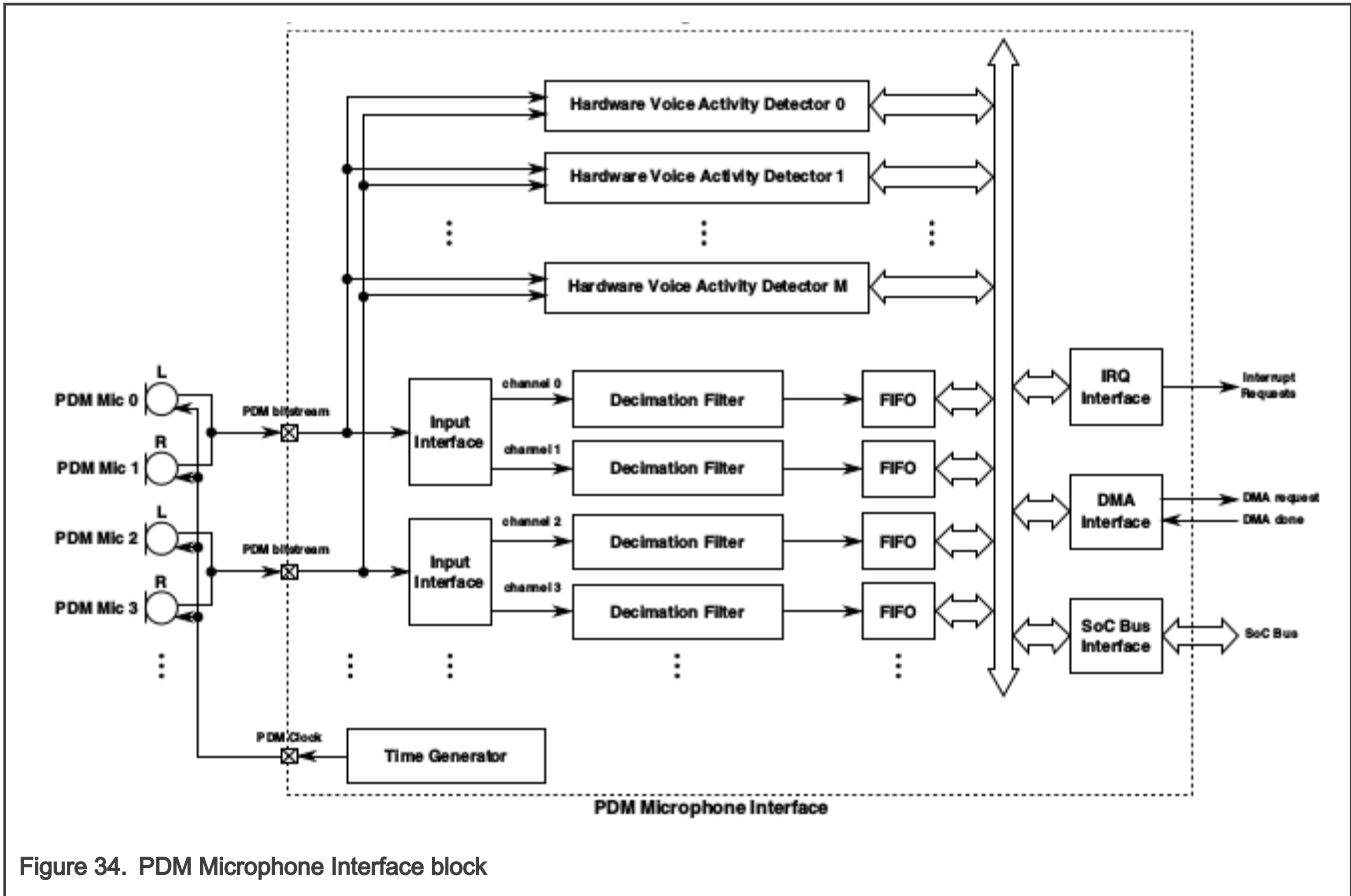 Hardware Voice Activity Detector 0
Hardware Voice Activity Detector 1
Hardware Voice Activity Detector M
L
PDM Mic 0
R
PDM Mic 1
L
PDM Mic 2
R
PDM Mic 3
PDM bitstream
PDM bitstream
Input
Interface
Input
Interface
channel 0
Decimation Filter
FIFO
channel 1
Decimation Filter
FIFO
channel 2
Decimation Filter
FIFO
channel 3
Decimation Filter
FIFO
IRQ
Interface
Interrupt
Requests
DMA
Interface
DMA request
DMA done
SoC Bus
Interface
SoC Bus
PDM Clock
Time Generator
PDM Microphone Interface
Figure 34. PDM Microphone Interface block